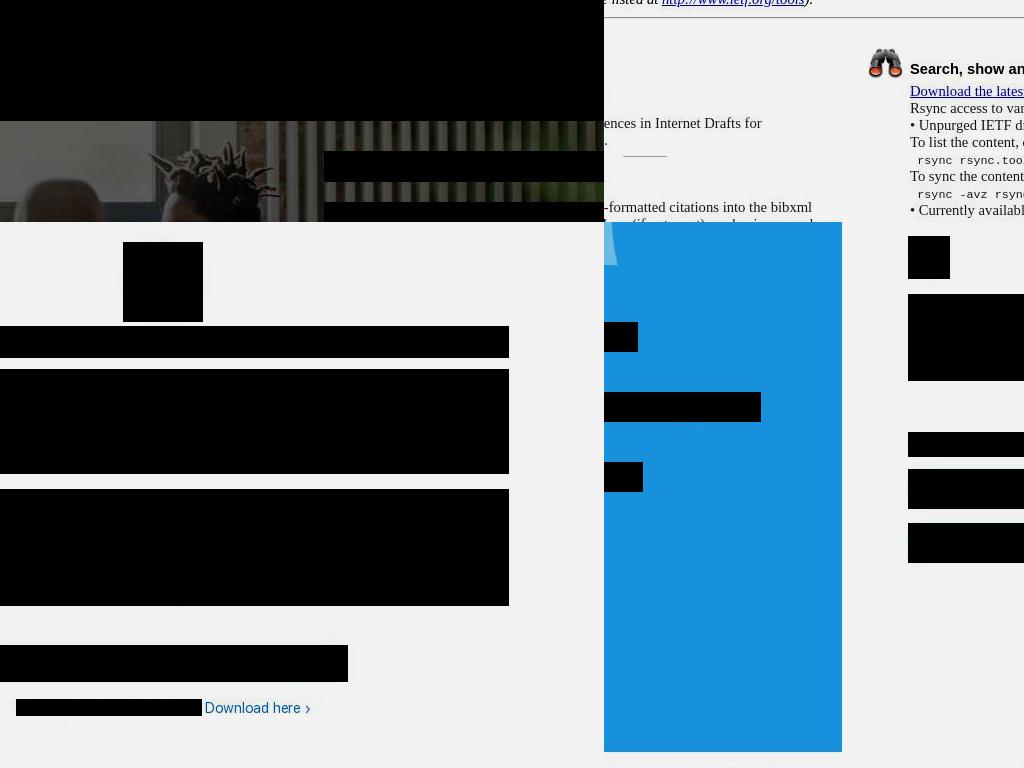 listed at http://www.ietf.org/tools).
ences in Internet Drafts for
.
-formatted citations into the bibxml
Search, show an
Download the lates
Rsync access to var
• Unpurged IETF d
To list the content,
rsync rsync.too
To sync the content
rsync -avz rsyn
• Currently availabl
Download here ›